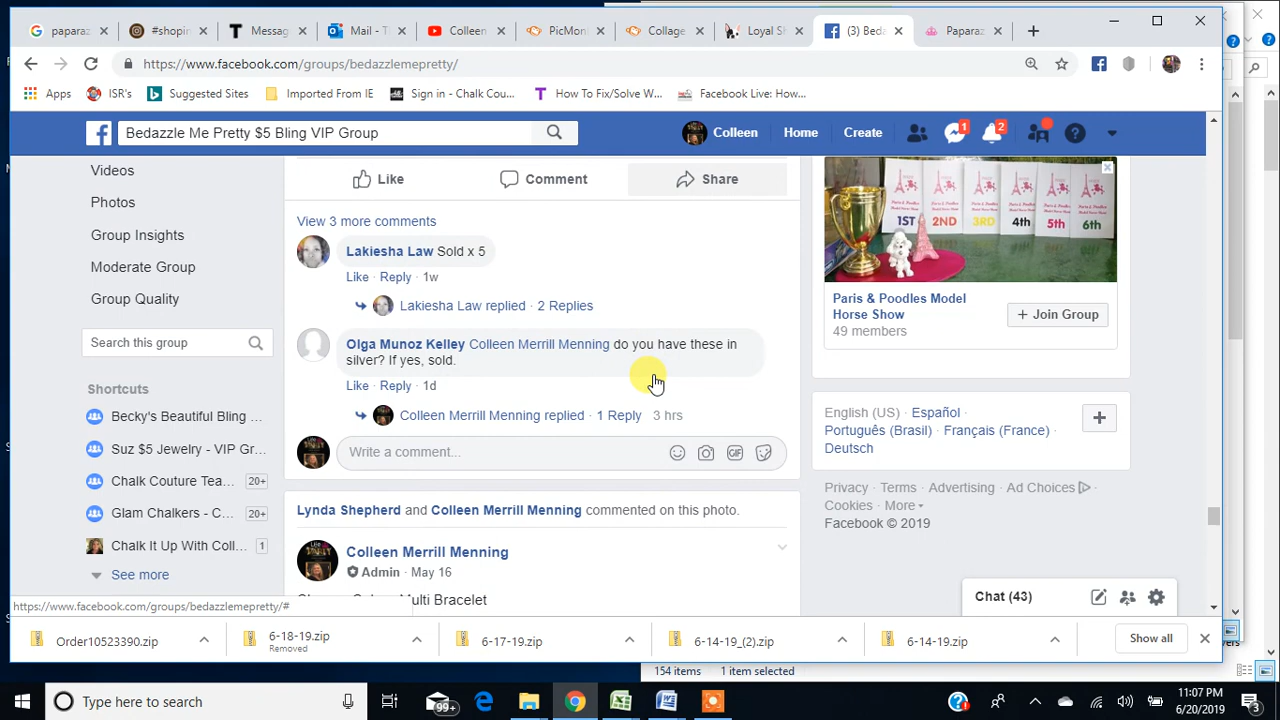 paparaz
#shopin
Messag
Mail - T
Colleen
PicMon
Collage
Loyal Sh
(3) Beda
Paparaz
https://www.facebook.com/groups/bedazzlemepretty/
Apps
ISR's
Suggested Sites
Imported From IE
Sign in - Chalk Cou...
How To Fix/Solve W...
Facebook Live: How...
Bedazzle Me Pretty $5 Bling VIP Group
Colleen
Home
Create
1
2
Videos
Photos
Group Insights
Moderate Group
Group Quality
Search this group
Shortcuts
Becky's Beautiful Bling ...
Suz $5 Jewelry - VIP Gr...
Chalk Couture Tea... 20+
Glam Chalkers - C... 20+
Chalk It Up With Coll... 1
See more
https://www.facebook.com/groups/bedazzlemepretty/#
Like
Comment
Share
View 3 more comments
Lakiesha Law Sold x 5
Like · Reply · 1w
Lakiesha Law replied · 2 Replies
Olga Munoz Kelley Colleen Merrill Menning do you have these in
silver? If yes, sold.
Like · Reply · 1d
Colleen Merrill Menning replied · 1 Reply 3 hrs
Write a comment...
GIF
Lynda Shepherd and Colleen Merrill Menning commented on this photo.
Colleen Merrill Menning
Admin · May 16
Multi Bracelet
PARIS & POODLES
1ST
2ND
3RD
4th
5th
6th
Paris & Poodles Model
Horse Show
49 members
Join Group
English (US) · Español ·
Português (Brasil) · Français (France) ·
Deutsch
Privacy · Terms · Advertising · Ad Choices ·
Cookies · More
Facebook © 2019
Chat (43)
Order10523390.zip
6-18-19.zip
Removed
6-17-19.zip
6-14-19_(2).zip
6-14-19.zip
Show all
154 items
1 item selected
Type here to search
99+
11:07 PM
6/20/2019
3